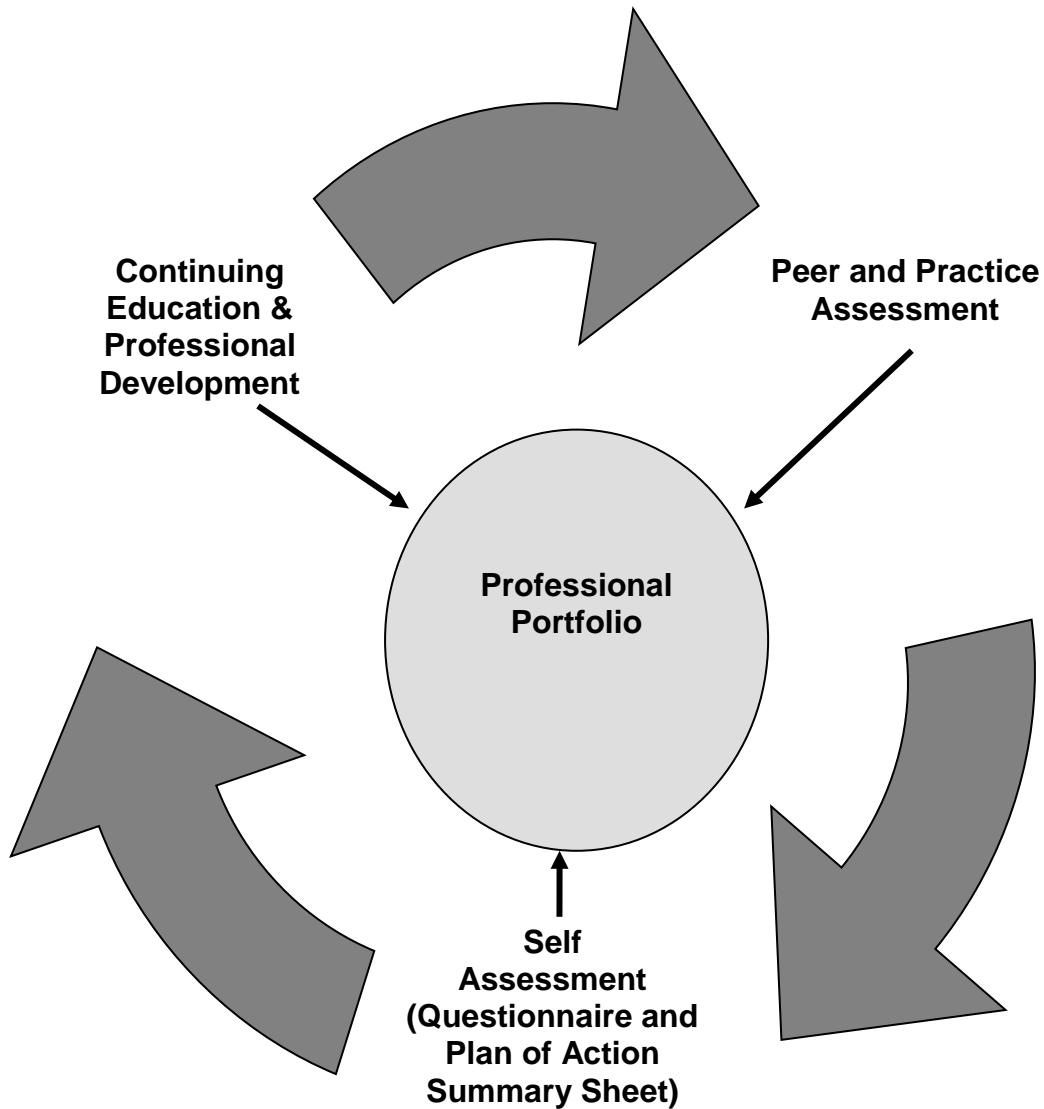 Continuing
Education &
Professional
Development
Peer and Practice
Assessment
Professional
Portfolio
Self
Assessment
(Questionnaire and
Plan of Action
Summary Sheet)